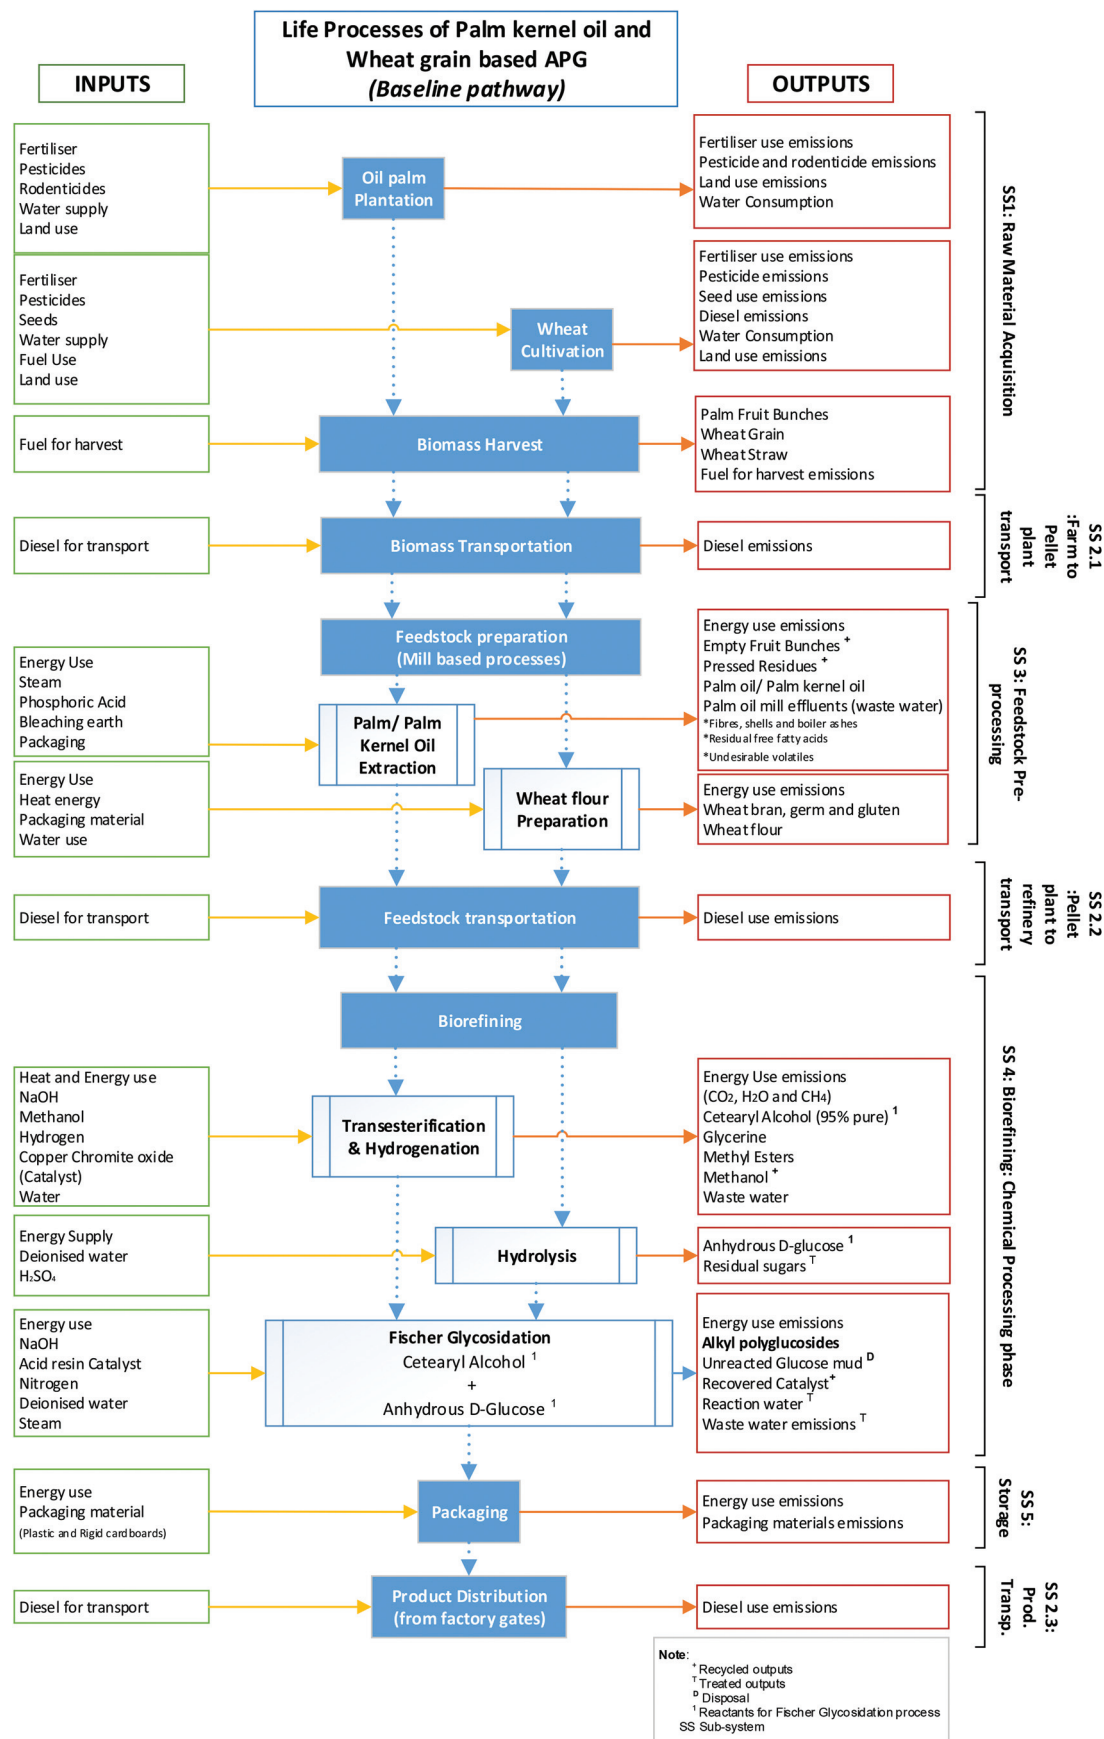 Life Processes of Palm kernel oil and
Wheat grain based APG
(Baseline pathway)
INPUTS
OUTPUTS
Fertiliser
Pesticides
Rodenticides
Water supply
Land use
Oil palm
Plantation
Fertiliser use emissions
Pesticide and rodenticide emissions
Land use emissions
Water Consumption
SS1: Raw Material Acquisition
Fertiliser
Pesticides
Seeds
Water supply
Fuel Use
Land use
Wheat
Cultivation
Fertiliser use emissions
Pesticide emissions
Seed use emissions
Diesel emissions
Water Consumption
Land use emissions
Fuel for harvest
Biomass Harvest
Palm Fruit Bunches
Wheat Grain
Wheat Straw
Fuel for harvest emissions
Diesel for transport
Biomass Transportation
Diesel emissions
SS 2.1
:Farm to
Pellet
plant
transport
Feedstock preparation
(Mill based processes)
Energy Use
Steam
Phosphoric Acid
Bleaching earth
Packaging
Palm/ Palm
Kernel Oil
Extraction
Energy use emissions
Empty Fruit Bunches +
Pressed Residues +
Palm oil/ Palm kernel oil
Palm oil mill effluents (waste water)
*Fibres, shells and boiler ashes
*Residual free fatty acids
*Undesirable volatiles
SS 3: Feedstock Pre-
processing
Energy Use
Heat energy
Packaging material
Water use
Wheat flour
Preparation
Energy use emissions
Wheat bran, germ and gluten
Wheat flour
Diesel for transport
Feedstock transportation
Diesel use emissions
SS 2.2
:Pellet
plant to
refinery
transport
Biorefining
Heat and Energy use
NaOH
Methanol
Hydrogen
Copper Chromite oxide
(Catalyst)
Water
Transesterification
& Hydrogenation
Energy Use emissions
(CO₂, H₂O and CH₄)
Cetearyl Alcohol (95% pure) ¹
Glycerine
Methyl Esters
Methanol +
Waste water
SS 4: Biorefining: Chemical Processing phase
Energy Supply
Deionised water
H₂SO₄
Hydrolysis
Anhydrous D-glucose ¹
Residual sugars T
Energy use
NaOH
Acid resin Catalyst
Nitrogen
Deionised water
Steam
Fischer Glycosidation
Cetearyl Alcohol ¹
+
Anhydrous D-Glucose ¹
Energy use emissions
Alkyl polyglucosides
Unreacted Glucose mud D
Recovered Catalyst+
Reaction water T
Waste water emissions T
Energy use
Packaging material
(Plastic and Rigid cardboards)
Packaging
Energy use emissions
Packaging materials emissions
SS 5:
Storage
Diesel for transport
Product Distribution
(from factory gates)
Diesel use emissions
SS 2.3:
Prod.
Transp.
Note:
+ Recycled outputs
T Treated outputs
D Disposal
¹ Reactants for Fischer Glycosidation process
SS Sub-system